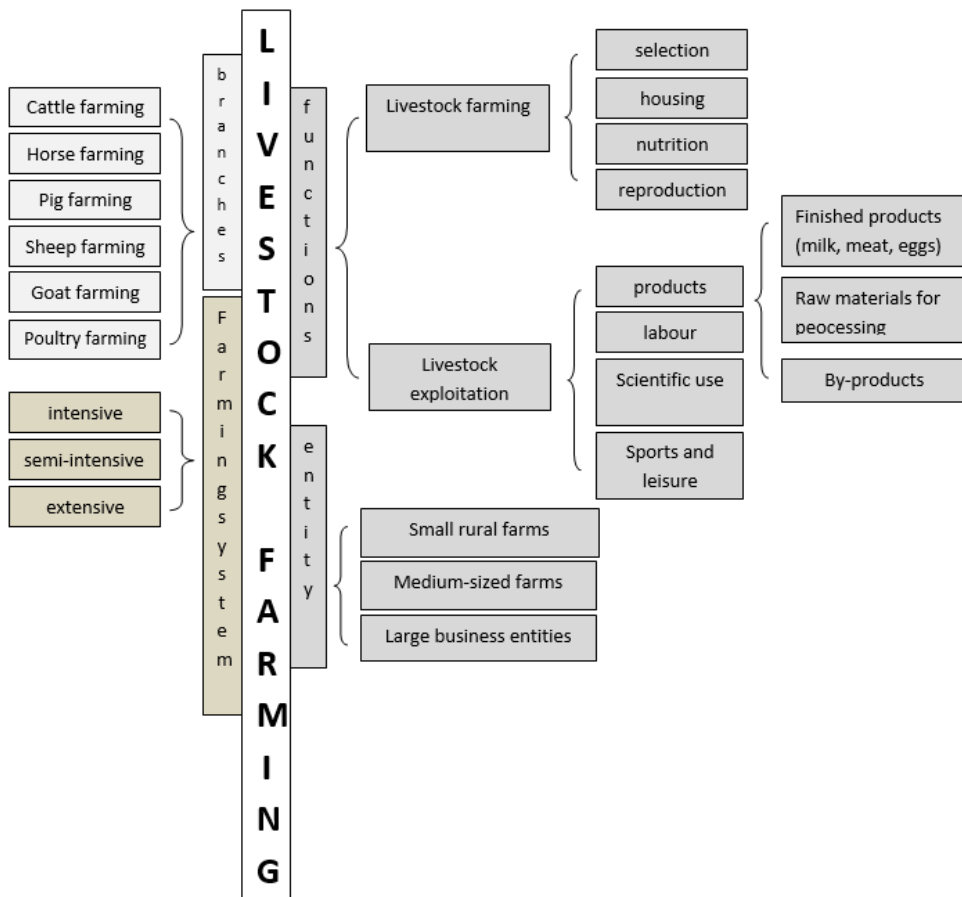 LIVESTOCK FARMING
branches
Cattle farming
Horse farming
Pig farming
Sheep farming
Goat farming
Poultry farming
Farmingsystem
intensive
semi-intensive
extensive
functions
Livestock farming
selection
housing
nutrition
reproduction
Livestock
exploitation
products
labour
Scientific use
Sports and
leisure
Finished products
(milk, meat, eggs)
Raw materials for
peocessing
By-products
entity
Small rural farms
Medium-sized farms
Large business entities